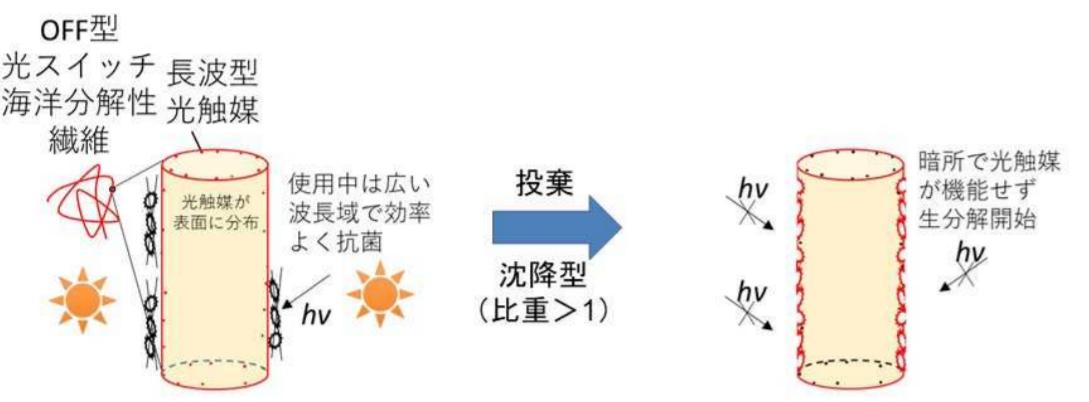 OFF型
光スイッチ
海洋分解性
繊維
長波型
光触媒
光触媒が
表面に分布
使用中は広い
波長域で効率
よく抗菌
hν
投棄
沈降型
(比重＞1)
hν
hν
暗所で光触媒
が機能せず
生分解開始
hν